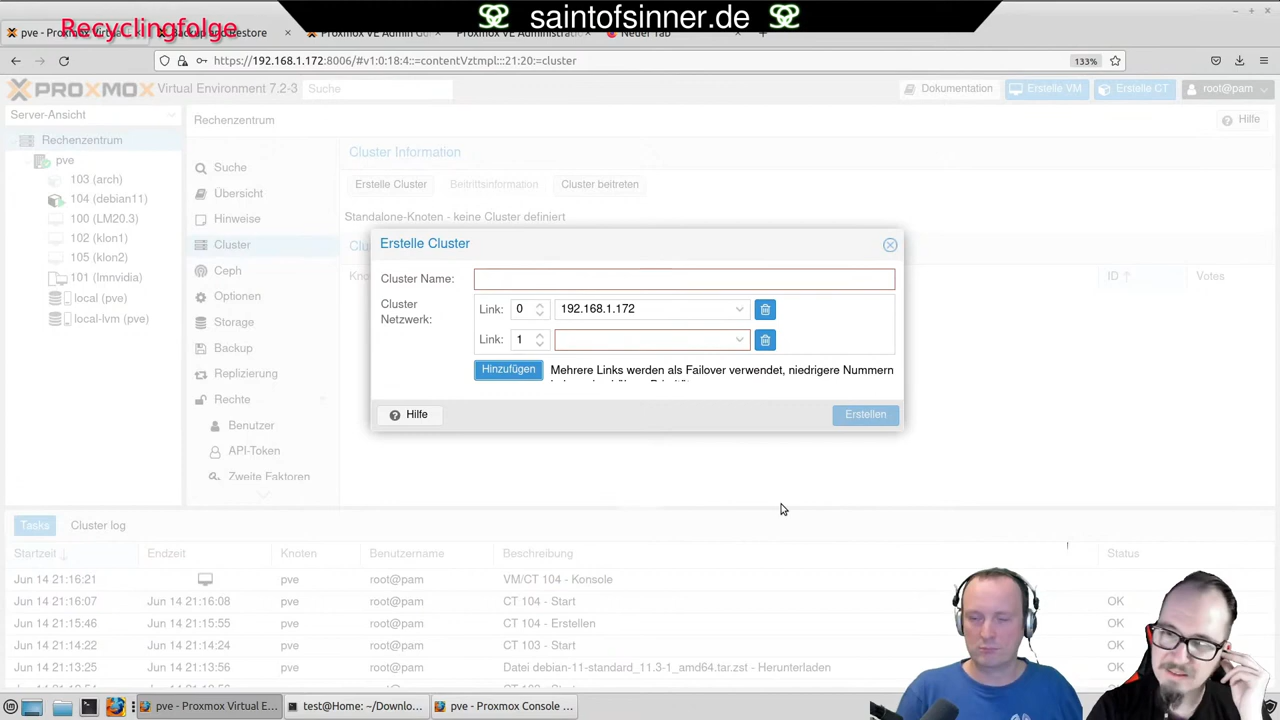 saintofsinner.de
Recyclingfolge
pve - Proxmox Virtual
Backup and Restore
Proxmox VE Admin
Proxmox VE Administrati
Neuer Tab
https://192.168.1.172:8006/#v1:0:18:4::=contentVztmpl:::21:20:=cluster
133%
PROXMOX Virtual Environment 7.2-3
Suche
Dokumentation
Erstelle VM
Erstelle CT
root@pam
Server-Ansicht
Rechenzentrum
Hilfe
Rechenzentrum
pve
103 (arch)
104 (debian11)
100 (LM20.3)
102 (klon1)
105 (klon2)
101 (lmnvidia)
local (pve)
local-lvm (pve)
Suche
Übersicht
Hinweise
Cluster
Ceph
Optionen
Storage
Backup
Replizierung
Rechte
Benutzer
API-Token
Zweite Faktoren
Cluster Information
Erstelle Cluster
Beitrittsinformation
Cluster beitreten
Standalone-Knoten - keine Cluster definiert
ID
Votes
Erstelle Cluster
Cluster Name:
Cluster
Netzwerk:
Link: 0 192.168.1.172
Link: 1
Hinzufügen
Mehrere Links werden als Failover verwendet, niedrigere Nummern
Hilfe
Erstellen
Tasks
Cluster log
Startzeit Endzeit Knoten Benutzername Beschreibung Status
Jun 14 21:16:21 pve root@pam VM/CT 104 - Konsole
Jun 14 21:16:07 Jun 14 21:16:08 pve root@pam CT 104 - Start OK
Jun 14 21:15:46 Jun 14 21:15:55 pve root@pam CT 104 - Erstellen OK
Jun 14 21:14:22 Jun 14 21:14:24 pve root@pam CT 103 - Start OK
Jun 14 21:13:25 Jun 14 21:13:56 pve root@pam Datei debian-11-standard_11.3-1_amd64.tar.zst - Herunterladen
pve - Proxmox Virtual E...
test@Home: ~/Downlo...
pve - Proxmox Console ...